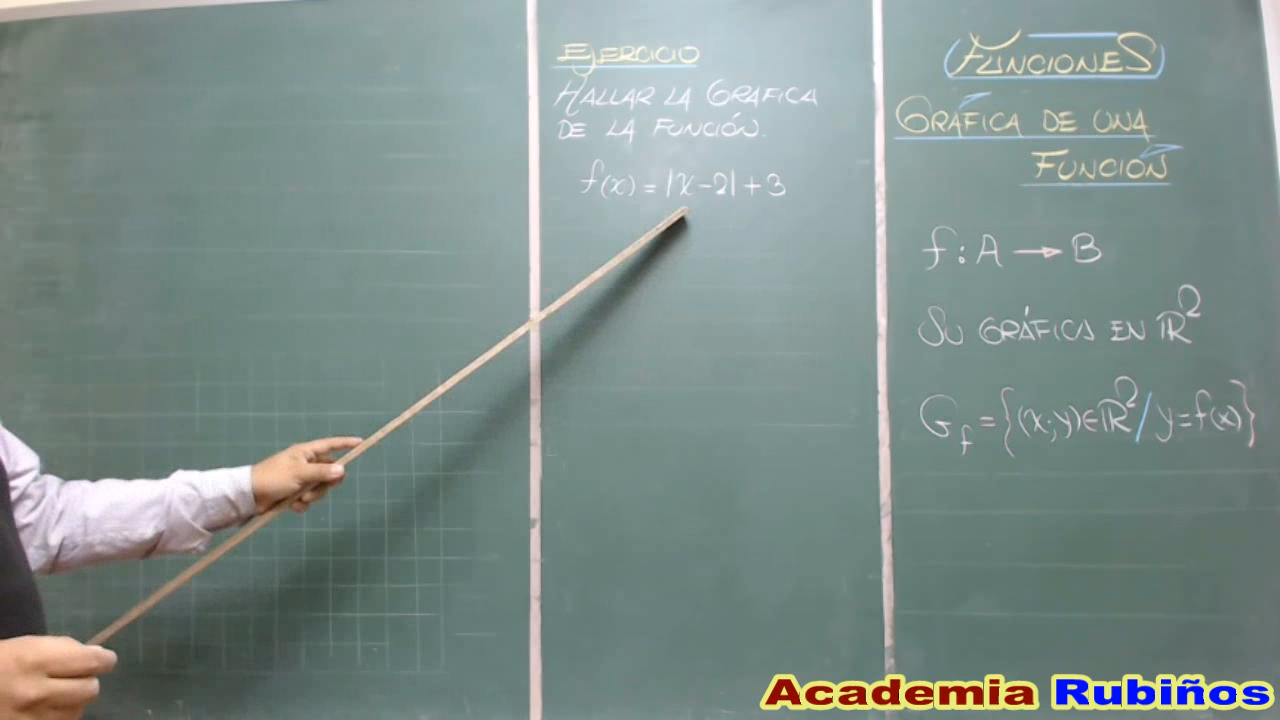 EJERCICIO
HALLAR LA GRAFICA
DE LA FUNCIÓN.
f(x) = |x-2| + 3
FUNCIONES
GRÁFICA DE UNA
FUNCIÓN
f : A → B
SU GRÁFICA EN ℝ²
G_f = {(x;y)∈ℝ² / y=f(x)}
Academia Rubiños